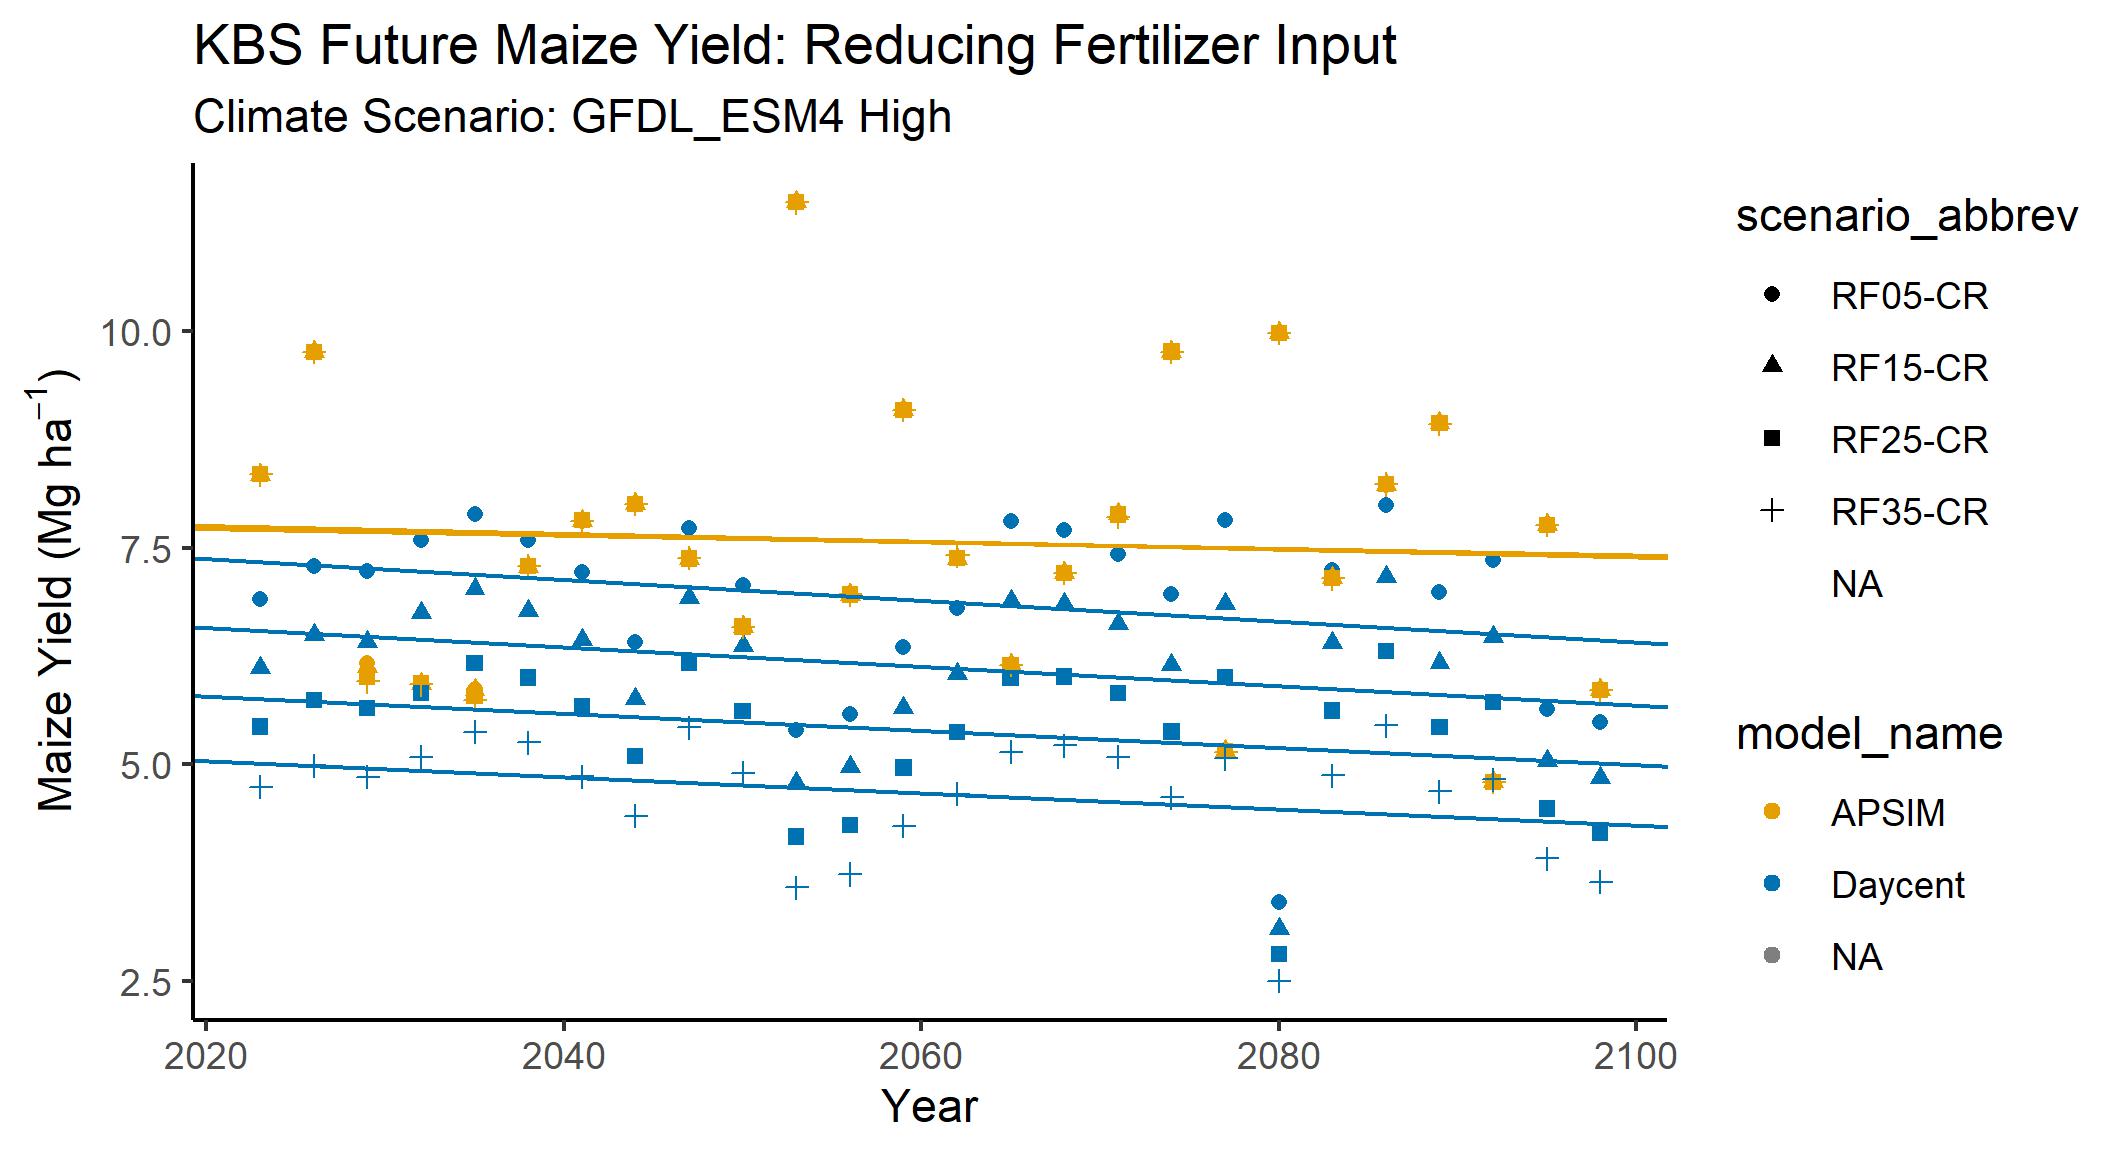 KBS Future Maize Yield: Reducing Fertilizer Input
Climate Scenario: GFDL_ESM4 High
Maize Yield (Mg ha⁻¹)
10.0
7.5
5.0
2.5
2020 2040 2060 2080 2100
Year
scenario_abbrev
RF05-CR
RF15-CR
RF25-CR
RF35-CR
NA
model_name
APSIM
Daycent
NA